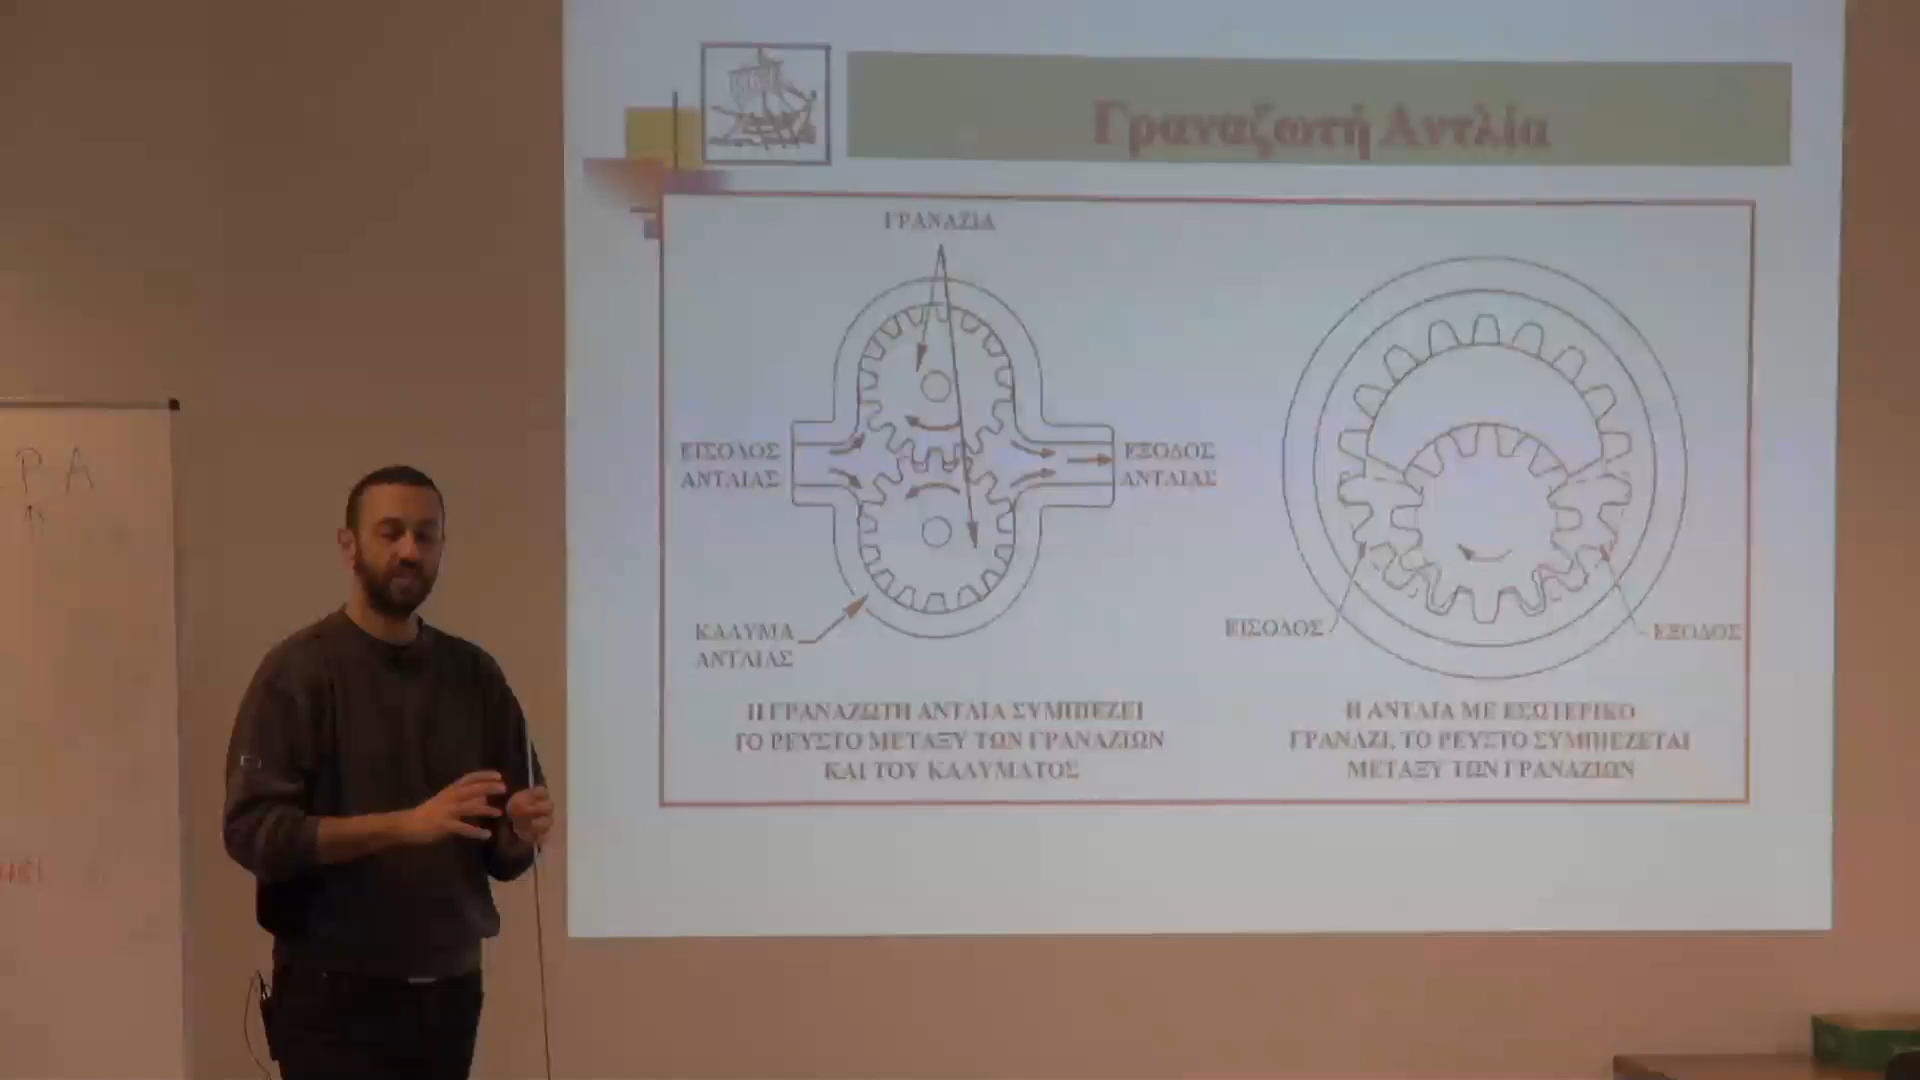 Γραναζωτή Αντλία
ΓΡΑΝΑΖΙΑ
ΕΙΣΟΔΟΣ
ΑΝΤΛΙΑΣ
ΕΞΟΔΟΣ
ΑΝΤΛΙΑΣ
ΚΑΛΥΜΑ
ΑΝΤΛΙΑΣ
ΕΙΣΟΔΟΣ
ΕΞΟΔΟΣ
Η ΓΡΑΝΑΖΩΤΗ ΑΝΤΛΙΑ ΣΥΜΠΙΕΖΕΙ
ΤΟ ΡΕΥΣΤΟ ΜΕΤΑΞΥ ΤΩΝ ΓΡΑΝΑΖΙΩΝ
ΚΑΙ ΤΟΥ ΚΑΛΥΜΑΤΟΣ
Η ΑΝΤΛΙΑ ΜΕ ΕΣΩΤΕΡΙΚΟ
ΓΡΑΝΑΖΙ, ΤΟ ΡΕΥΣΤΟ ΣΥΜΠΙΕΖΕΤΑΙ
ΜΕΤΑΞΥ ΤΩΝ ΓΡΑΝΑΖΙΩΝ